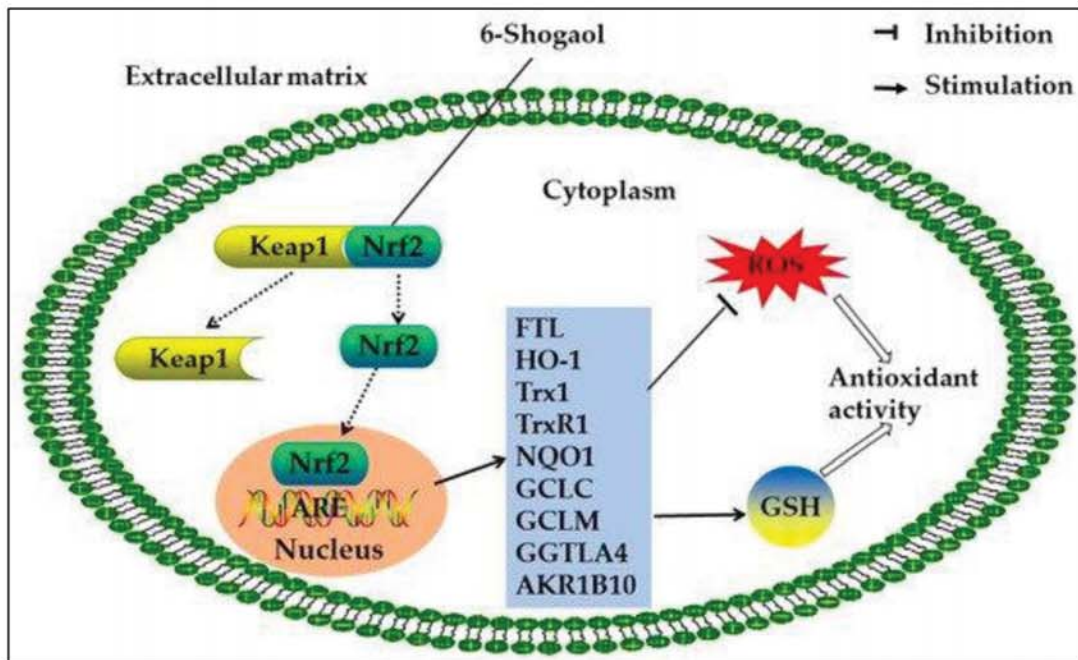 6-Shogaol
Inhibition
Stimulation
Extracellular matrix
Cytoplasm
Keap1
Nrf2
Keap1
Nrf2
Nrf2
ARE
Nucleus
FTL
HO-1
Trx1
TrxR1
NQO1
GCLC
GCLM
GGTLA4
AKR1B10
ROS
Antioxidant
activity
GSH